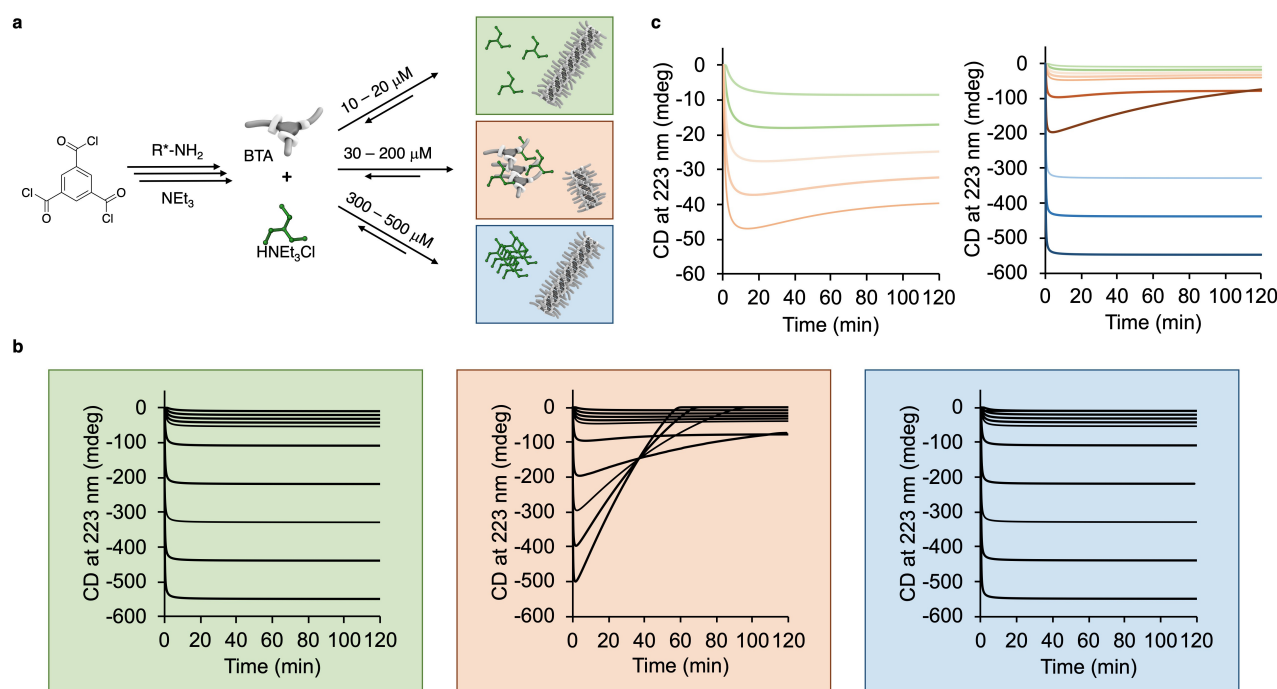 a
Cl
O
Cl
O
O
Cl
R*-NH2
NEt3
BTA
+
HNEt3Cl
10 – 20 μM
30 – 200 μM
300 – 500 μM
c
CD at 223 nm (mdeg)
0
-10
-20
-30
-40
-50
-60
0 20 40 60 80 100 120
Time (min)
CD at 223 nm (mdeg)
0
-100
-200
-300
-400
-500
-600
0 20 40 60 80 100 120
Time (min)
b
CD at 223 nm (mdeg)
0
-100
-200
-300
-400
-500
-600
0 20 40 60 80 100 120
Time (min)
CD at 223 nm (mdeg)
0
-100
-200
-300
-400
-500
-600
0 20 40 60 80 100 120
Time (min)
CD at 223 nm (mdeg)
0
-100
-200
-300
-400
-500
-600
0 20 40 60 80 100 120
Time (min)